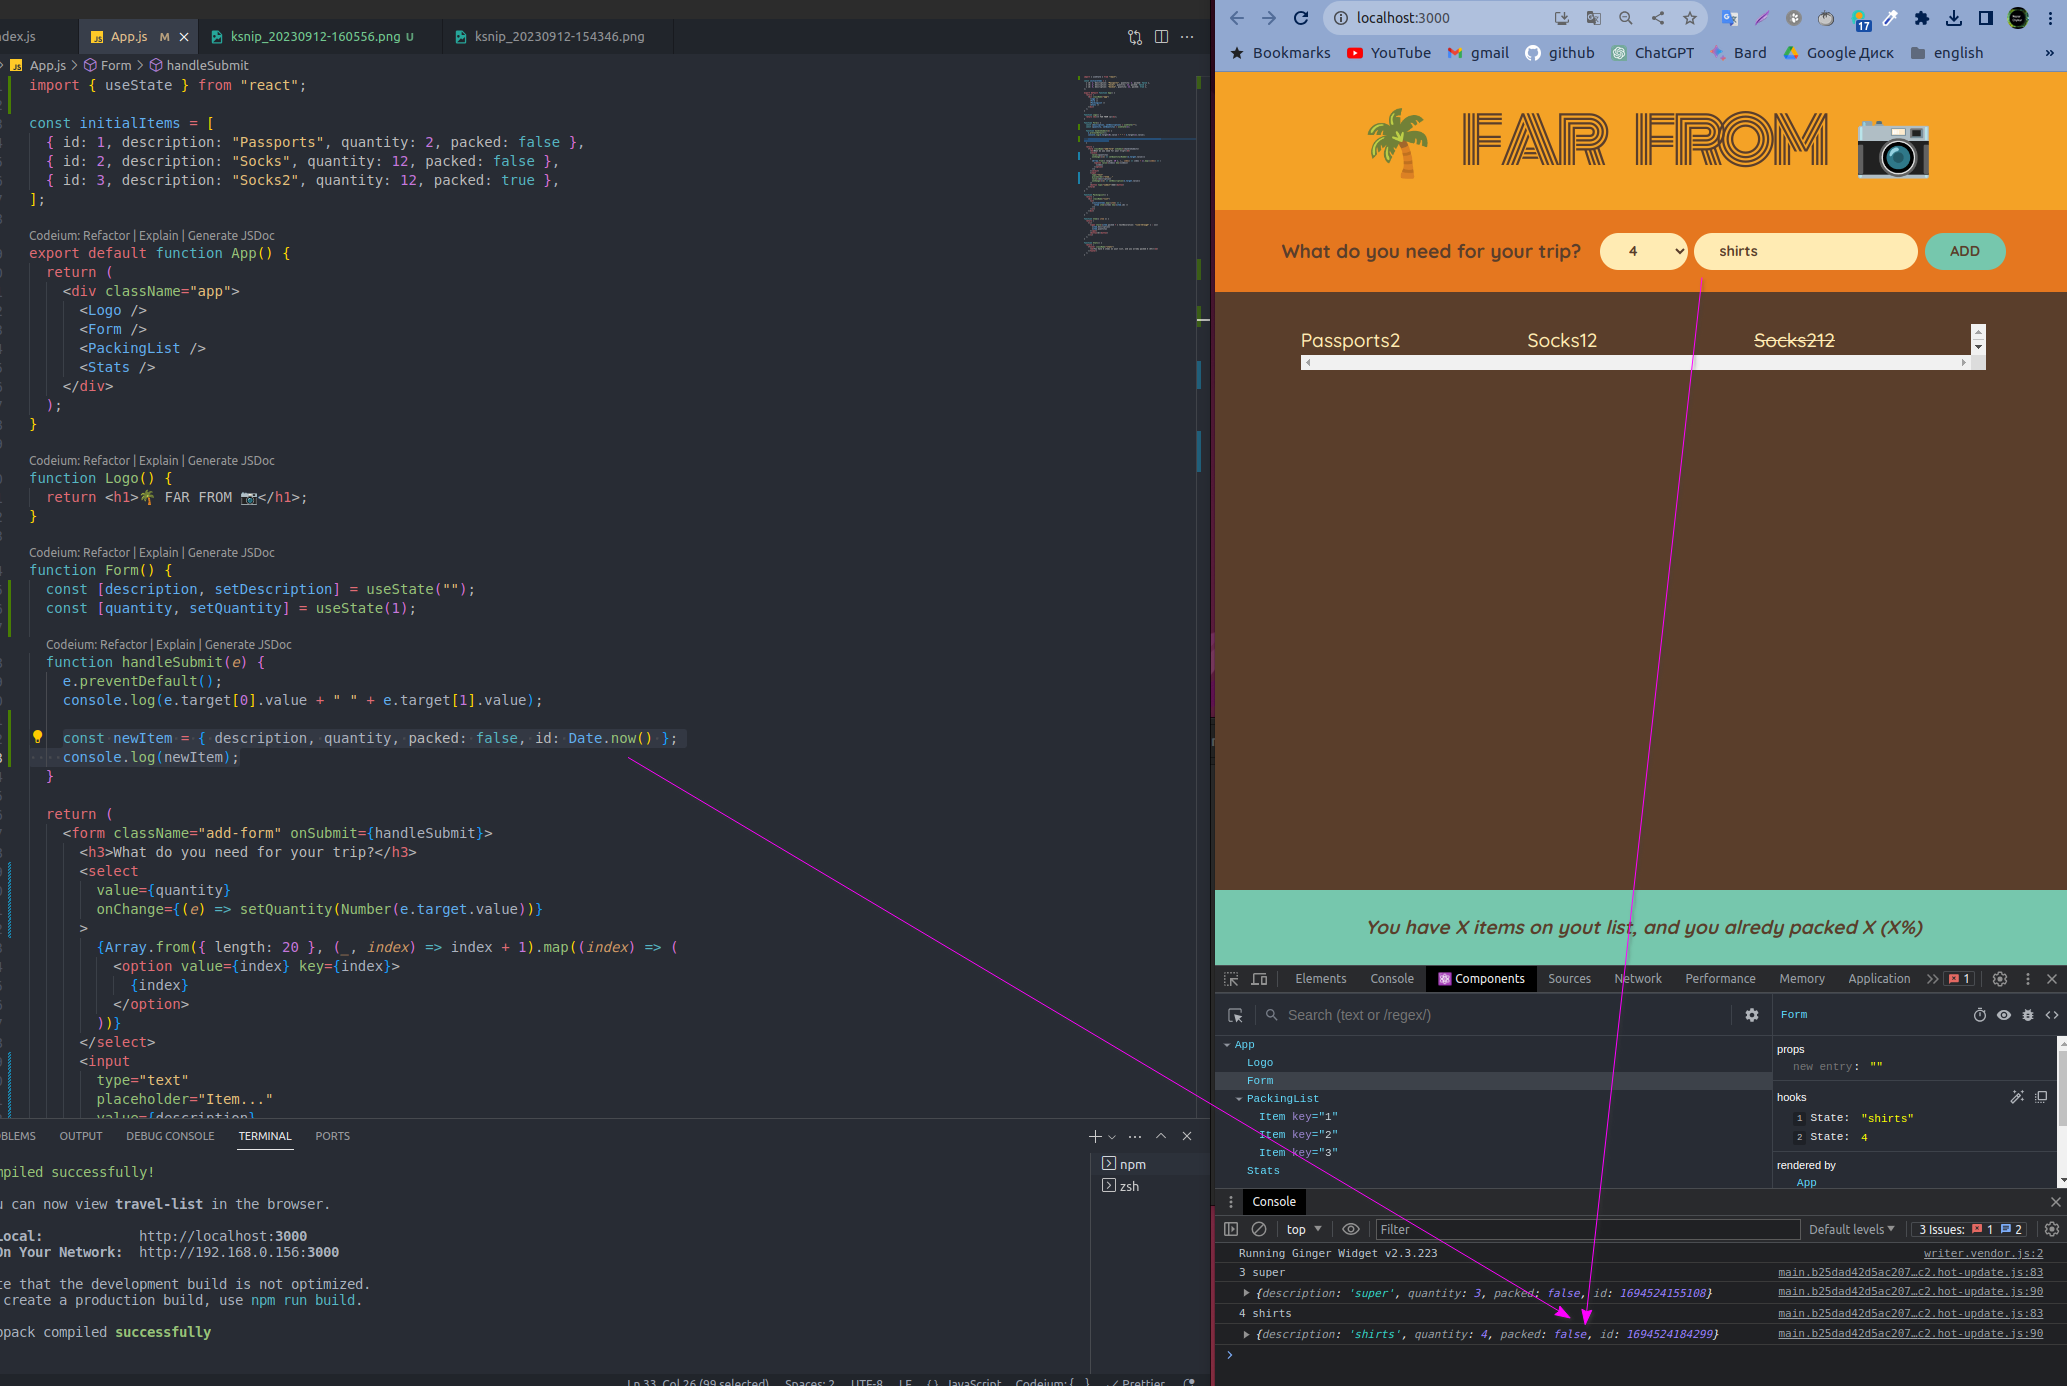 dex.js
App.js M
ksnip_20230912-160556.png U
ksnip_20230912-154346.png
App.js > Form > handleSubmit
import { useState } from "react";
const initialItems = [
{ id: 1, description: "Passports", quantity: 2, packed: false },
{ id: 2, description: "Socks", quantity: 12, packed: false },
{ id: 3, description: "Socks2", quantity: 12, packed: true },
];
Codeium: Refactor | Explain | Generate JSDoc
export default function App() {
return (
<div className="app">
<Logo />
<Form />
<PackingList />
<Stats />
</div>
);
}
Codeium: Refactor | Explain | Generate JSDoc
function Logo() {
return <h1>🌴 FAR FROM 📷</h1>;
}
Codeium: Refactor | Explain | Generate JSDoc
function Form() {
const [description, setDescription] = useState("");
const [quantity, setQuantity] = useState(1);
Codeium: Refactor | Explain | Generate JSDoc
function handleSubmit(e) {
e.preventDefault();
console.log(e.target[0].value + " " + e.target[1].value);
const newItem = { description, quantity, packed: false, id: Date.now() };
console.log(newItem);
}
return (
<form className="add-form" onSubmit={handleSubmit}>
<h3>What do you need for your trip?</h3>
<select
value={quantity}
onChange={(e) => setQuantity(Number(e.target.value))}
>
{Array.from({ length: 20 }, (_, index) => index + 1).map((index) => (
<option value={index} key={index}>
{index}
</option>
))}
</select>
<input
type="text"
placeholder="Item..."
value={description}
BLEMS OUTPUT DEBUG CONSOLE TERMINAL PORTS
npm
zsh
piled successfully!
u can now view travel-list in the browser.
ocal: http://localhost:3000
On Your Network: http://192.168.0.156:3000
te that the development build is not optimized.
create a production build, use npm run build.
pack compiled successfully
Ln 33, Col 26 (99 selected) Spaces: 2 UTF-8 LF {} JavaScript Codeium: {...} Prettier
localhost:3000
17
Bookmarks YouTube gmail github ChatGPT Bard Google Диск english »
FAR FROM
What do you need for your trip? 4 shirts ADD
Passports2 Socks12 Socks212
You have X items on yout list, and you alredy packed X (X%)
Elements Console Components Sources Network Performance Memory Application » 1
Search (text or /regex/)
Form
App
Logo
Form
PackingList
Item key="1"
Item key="2"
Item key="3"
Stats
props
new entry: ""
hooks
1 State: "shirts"
2 State: 4
rendered by
App
Console
top Filter Default levels 3 Issues: 1 2
Running Ginger Widget v2.3.223 writer.vendor.js:2
3 super main.b25dad42d5ac207…c2.hot-update.js:83
{description: 'super', quantity: 3, packed: false, id: 1694524155108} main.b25dad42d5ac207…c2.hot-update.js:90
4 shirts main.b25dad42d5ac207…c2.hot-update.js:83
{description: 'shirts', quantity: 4, packed: false, id: 1694524184299} main.b25dad42d5ac207…c2.hot-update.js:90